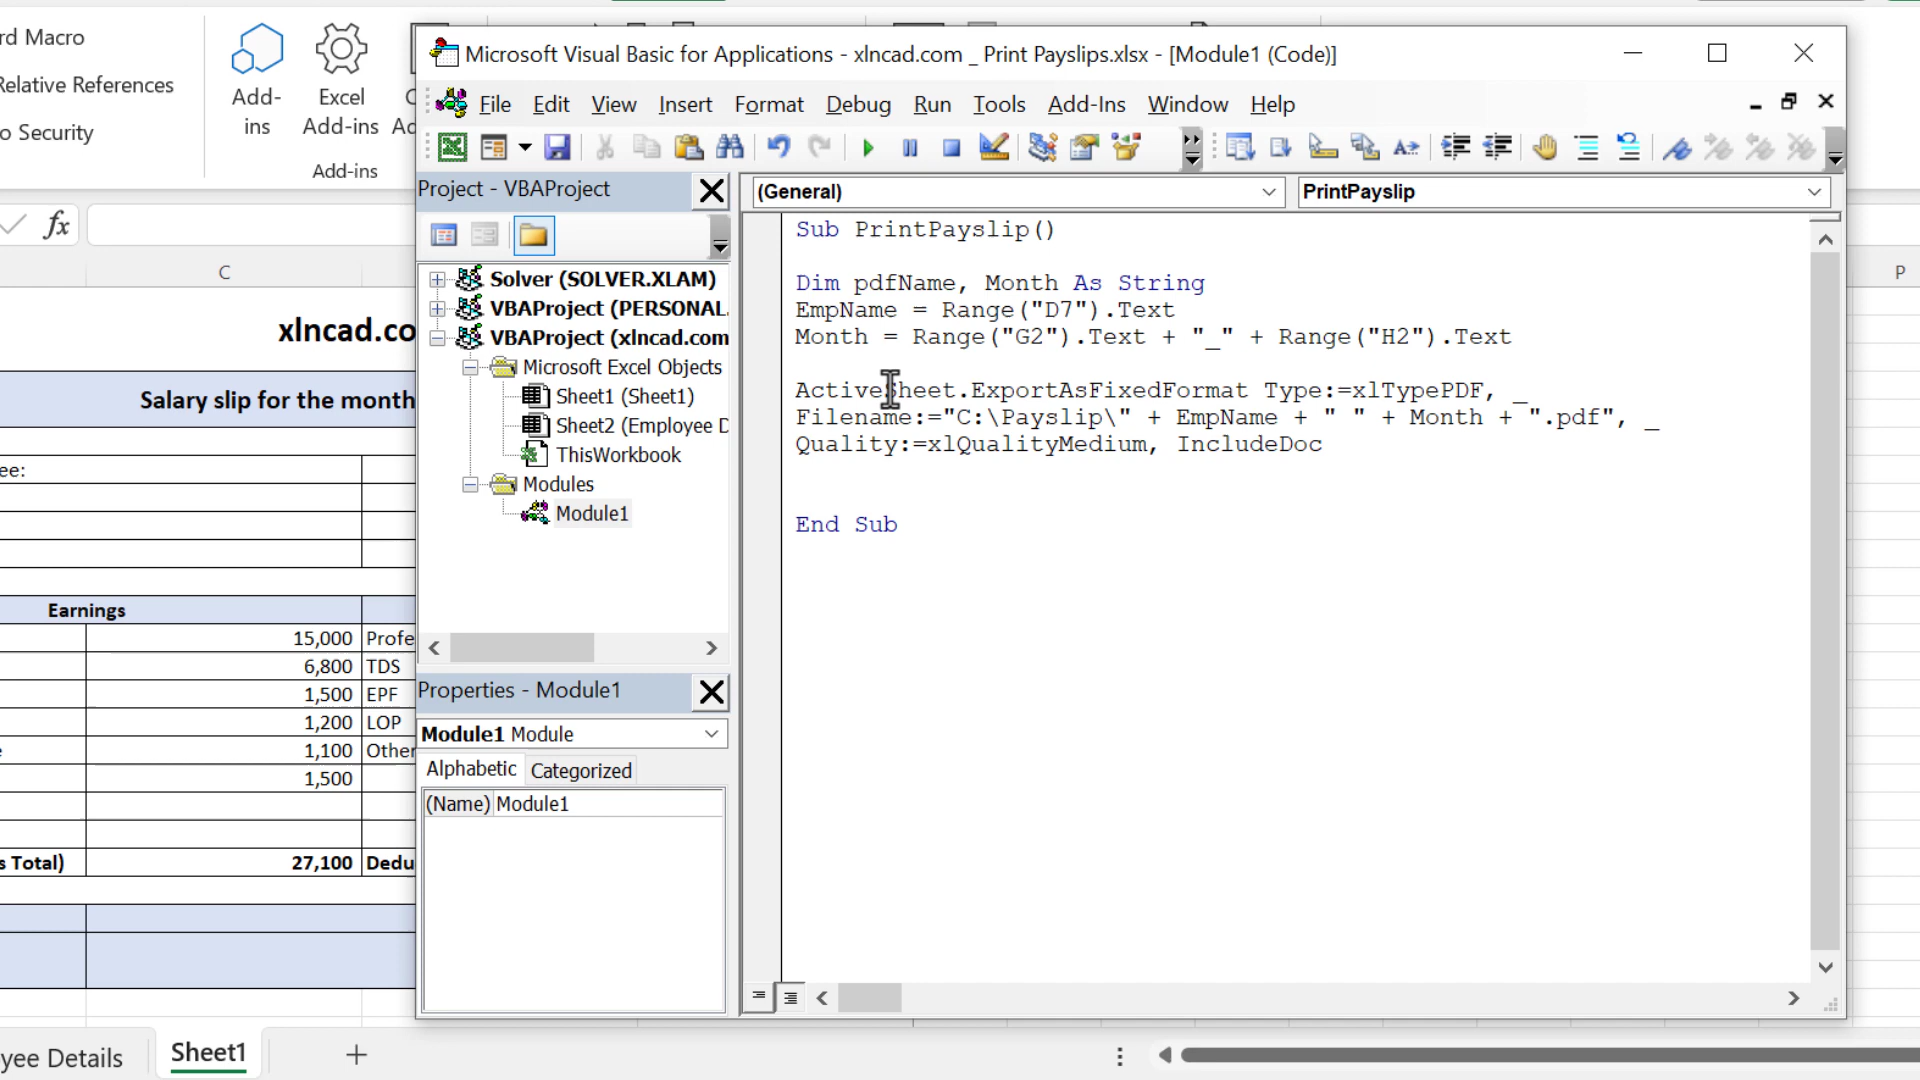 rd Macro
Relative References
o Security
Add-
ins
Excel
Add-ins
Add-ins
Microsoft Visual Basic for Applications - xlncad.com _ Print Payslips.xlsx - [Module1 (Code)]
File Edit View Insert Format Debug Run Tools Add-Ins Window Help
Project - VBAProject
(General)
PrintPayslip
Solver (SOLVER.XLAM)
VBAProject (PERSONAL.
VBAProject (xlncad.com
Microsoft Excel Objects
Sheet1 (Sheet1)
Sheet2 (Employee D
ThisWorkbook
Modules
Module1
Properties - Module1
Module1 Module
Alphabetic Categorized
(Name) Module1
Sub PrintPayslip()
Dim pdfName, Month As String
EmpName = Range("D7").Text
Month = Range("G2").Text + "_" + Range("H2").Text
ActiveSheet.ExportAsFixedFormat Type:=xlTypePDF, _
Filename:="C:\Payslip\" + EmpName + " " + Month + ".pdf", _
Quality:=xlQualityMedium, IncludeDoc
End Sub
fx
C
P
xlncad.co
Salary slip for the month
ee:
Earnings
15,000 Profe
6,800 TDS
1,500 EPF
1,200 LOP
e 1,100 Other
1,500
s Total) 27,100 Dedu
yee Details
Sheet1